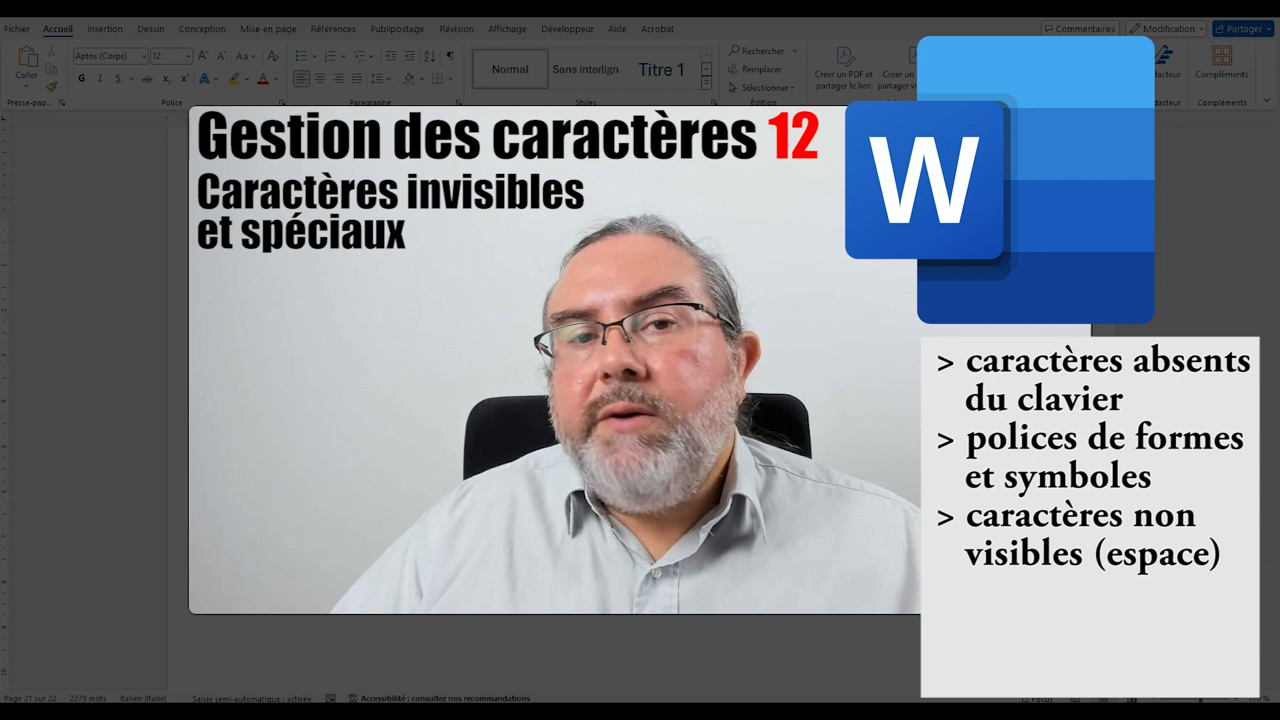 Fichier Accueil Insertion Dessin Conception Mise en page Références Publipostage Révision Affichage Développeur Aide Acrobat
Commentaires Modification Partager
Aptos (Corps) 12
Rechercher
Remplacer
Sélectionner
Coller
Normal Sans interlign Titre 1
Créer un PDF et
partager le lien
Créer un
Compléments
Presse-pap... Police Paragraphe Styles Édition Compléments
Gestion des caractères 12
Caractères invisibles
et spéciaux
W
> caractères absents
du clavier
> polices de formes
et symboles
> caractères non
visibles (espace)
Page 21 sur 22 2279 mots Italien (Italie) Saisie semi-automatique : activée Accessibilité : consultez nos recommandations